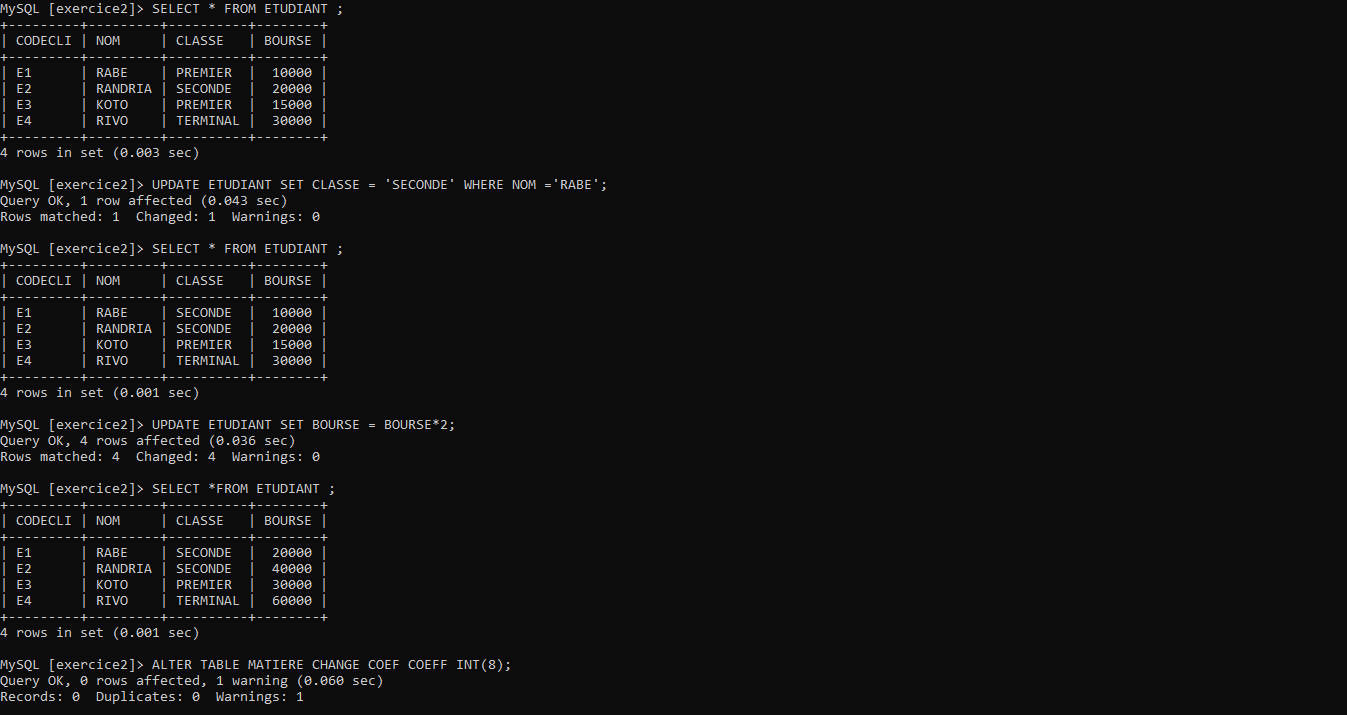 MySQL [exercice2]> SELECT * FROM ETUDIANT ;
+---------+---------+----------+--------+
| CODECLI | NOM     | CLASSE   | BOURSE |
+---------+---------+----------+--------+
| E1      | RABE    | PREMIER  |  10000 |
| E2      | RANDRIA | SECONDE  |  20000 |
| E3      | KOTO    | PREMIER  |  15000 |
| E4      | RIVO    | TERMINAL |  30000 |
+---------+---------+----------+--------+
4 rows in set (0.003 sec)

MySQL [exercice2]> UPDATE ETUDIANT SET CLASSE = 'SECONDE' WHERE NOM ='RABE';
Query OK, 1 row affected (0.043 sec)
Rows matched: 1  Changed: 1  Warnings: 0

MySQL [exercice2]> SELECT * FROM ETUDIANT ;
+---------+---------+----------+--------+
| CODECLI | NOM     | CLASSE   | BOURSE |
+---------+---------+----------+--------+
| E1      | RABE    | SECONDE  |  10000 |
| E2      | RANDRIA | SECONDE  |  20000 |
| E3      | KOTO    | PREMIER  |  15000 |
| E4      | RIVO    | TERMINAL |  30000 |
+---------+---------+----------+--------+
4 rows in set (0.001 sec)

MySQL [exercice2]> UPDATE ETUDIANT SET BOURSE = BOURSE*2;
Query OK, 4 rows affected (0.036 sec)
Rows matched: 4  Changed: 4  Warnings: 0

MySQL [exercice2]> SELECT *FROM ETUDIANT ;
+---------+---------+----------+--------+
| CODECLI | NOM     | CLASSE   | BOURSE |
+---------+---------+----------+--------+
| E1      | RABE    | SECONDE  |  20000 |
| E2      | RANDRIA | SECONDE  |  40000 |
| E3      | KOTO    | PREMIER  |  30000 |
| E4      | RIVO    | TERMINAL |  60000 |
+---------+---------+----------+--------+
4 rows in set (0.001 sec)

MySQL [exercice2]> ALTER TABLE MATIERE CHANGE COEF COEFF INT(8);
Query OK, 0 rows affected, 1 warning (0.060 sec)
Records: 0  Duplicates: 0  Warnings: 1